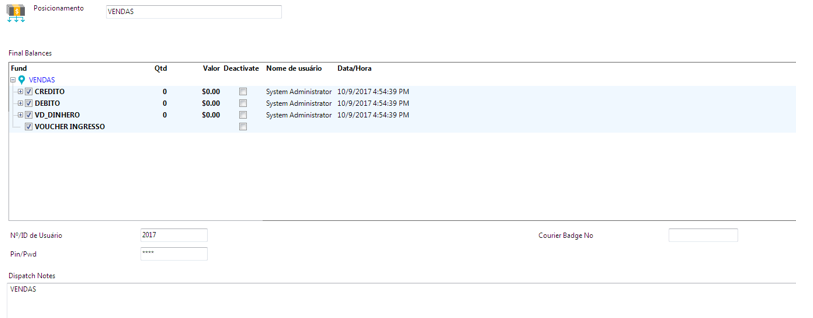 Posicionamento VENDAS
Final Balances
Fund Qtd Valor Deactivate Nome de usuário Data/Hora
VENDAS
CREDITO 0 $0.00 System Administrator 10/9/2017 4:54:39 PM
DEBITO 0 $0.00 System Administrator 10/9/2017 4:54:39 PM
VD_DINHERO 0 $0.00 System Administrator 10/9/2017 4:54:39 PM
VOUCHER INGRESSO
Nº/ID de Usuário 2017 Courier Badge No
Pin/Pwd ****
Dispatch Notes
VENDAS